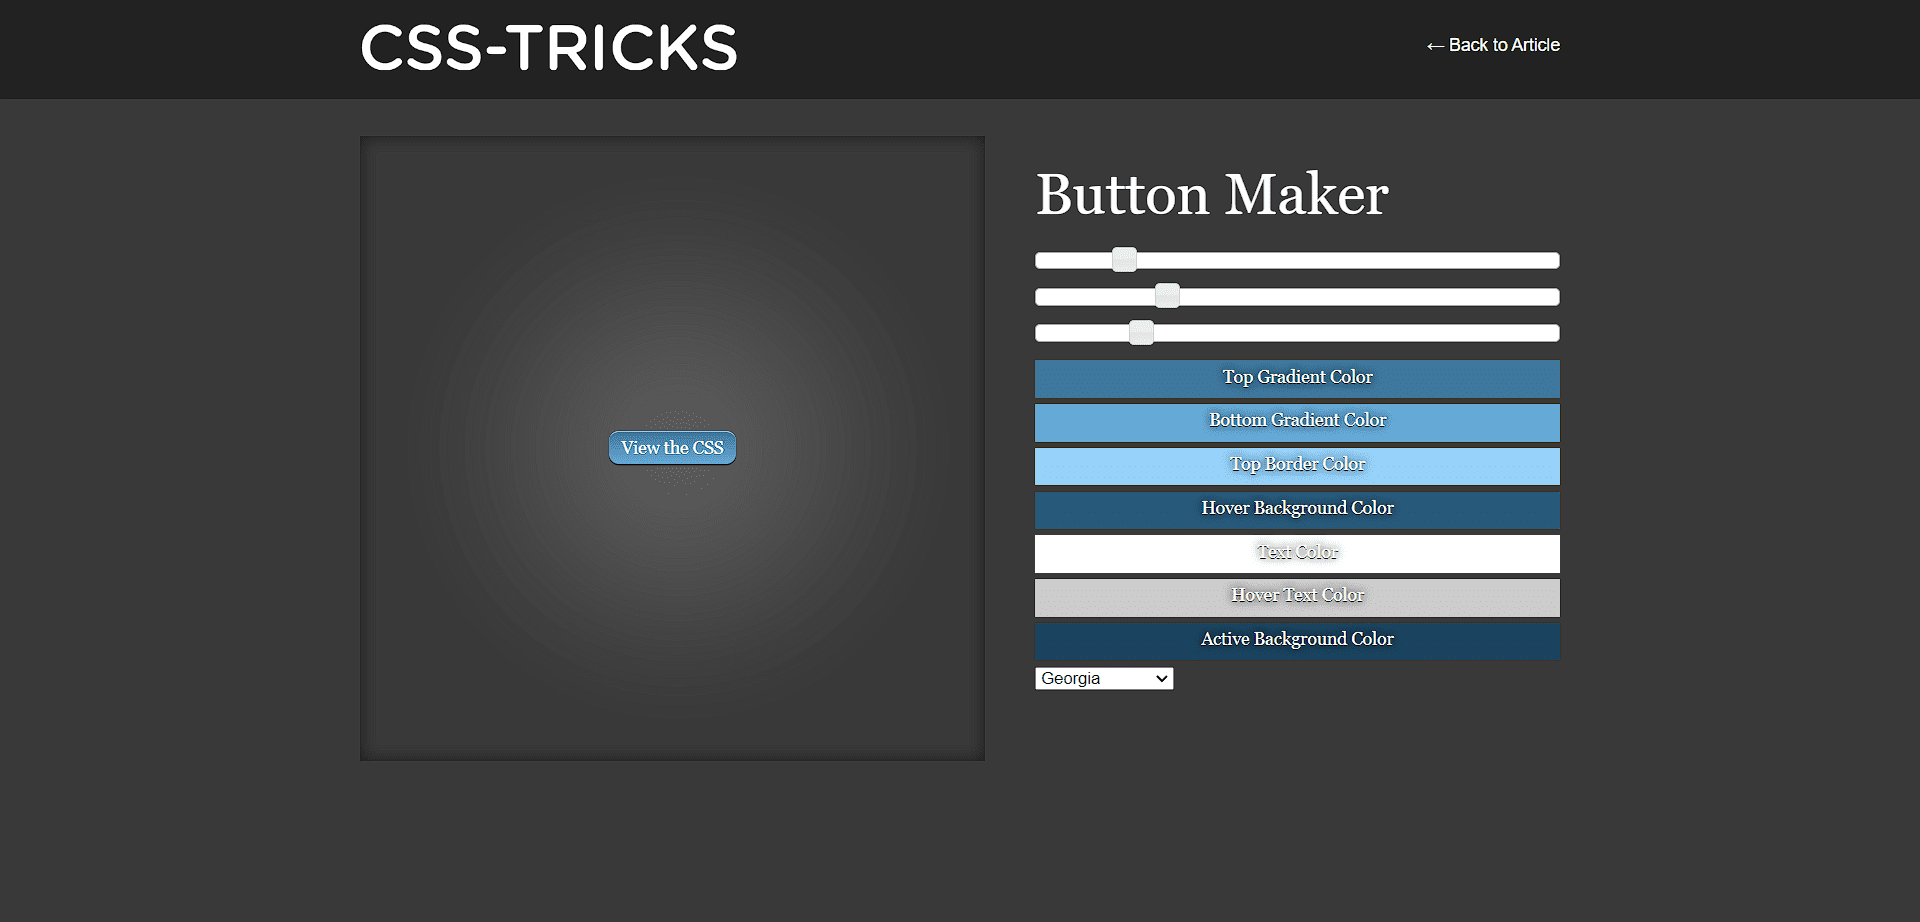 CSS-TRICKS
← Back to Article
Button Maker
View the CSS
Top Gradient Color
Bottom Gradient Color
Top Border Color
Hover Background Color
Text Color
Hover Text Color
Active Background Color
Georgia